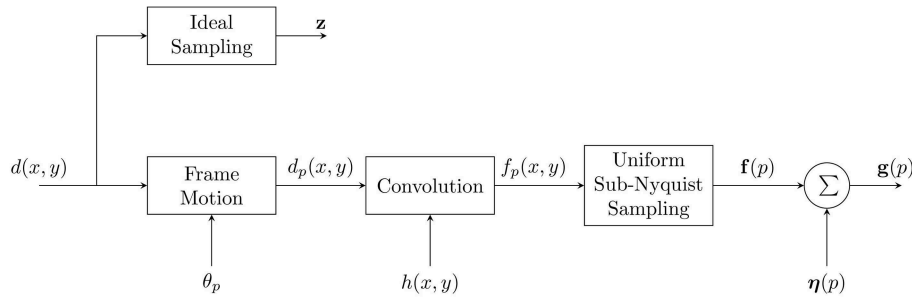 Ideal
Sampling
𝐳
d(x, y)
Frame
Motion
d_p(x, y)
Convolution
f_p(x, y)
Uniform
Sub-Nyquist
Sampling
𝐟(p)
∑
𝐠(p)
θ_p
h(x, y)
𝛈(p)